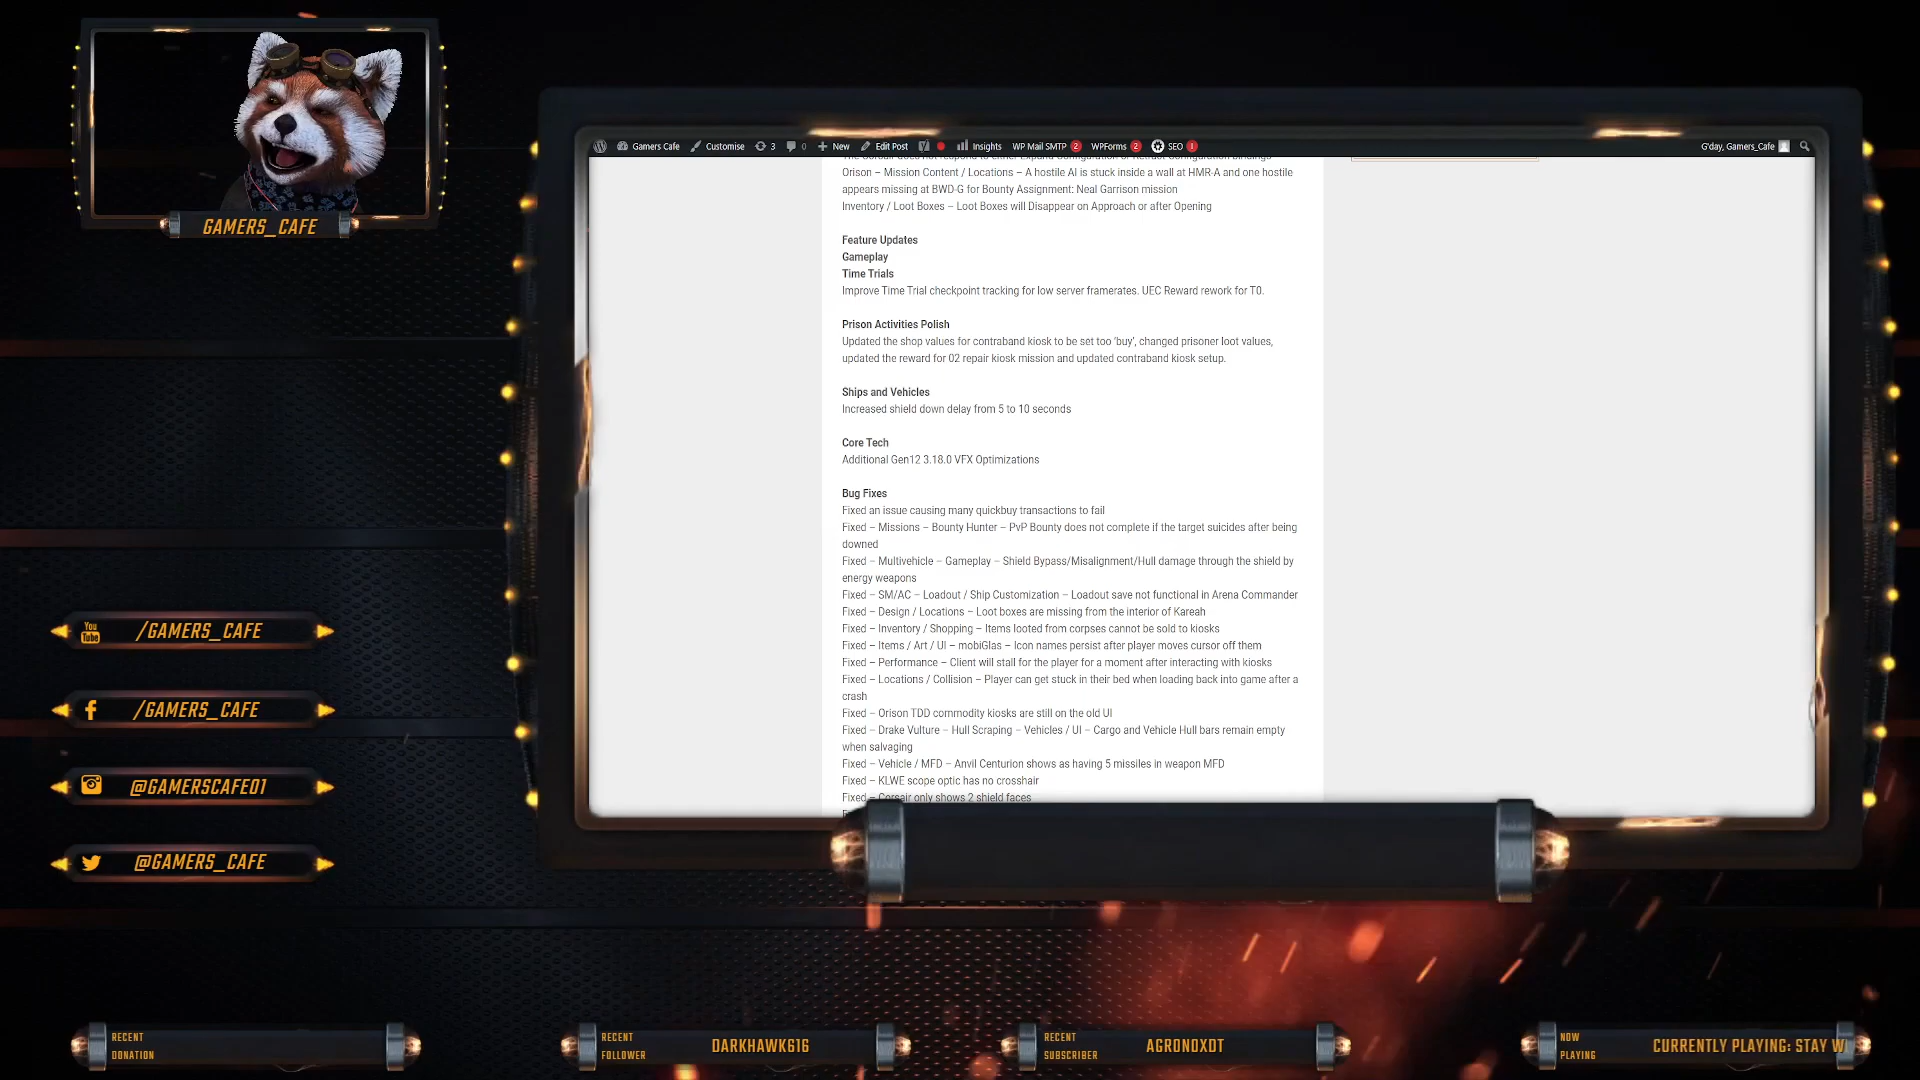 GAMERS_CAFE
Gamers Cafe
Customise
3
0
New
Edit Post
Insights
WP Mail SMTP 2
WPForms 2
SEO 1
G'day, Gamers_Cafe
The Corsair does not respond to either Expand Configuration or Retract Configuration bindings
Orison – Mission Content / Locations – A hostile AI is stuck inside a wall at HMR-A and one hostile
appears missing at BWD-G for Bounty Assignment: Neal Garrison mission
Inventory / Loot Boxes – Loot Boxes will Disappear on Approach or after Opening
Feature Updates
Gameplay
Time Trials
Improve Time Trial checkpoint tracking for low server framerates. UEC Reward rework for T0.
Prison Activities Polish
Updated the shop values for contraband kiosk to be set too ‘buy’, changed prisoner loot values,
updated the reward for 02 repair kiosk mission and updated contraband kiosk setup.
Ships and Vehicles
Increased shield down delay from 5 to 10 seconds
Core Tech
Additional Gen12 3.18.0 VFX Optimizations
Bug Fixes
Fixed an issue causing many quickbuy transactions to fail
Fixed – Missions – Bounty Hunter – PvP Bounty does not complete if the target suicides after being
downed
Fixed – Multivehicle – Gameplay – Shield Bypass/Misalignment/Hull damage through the shield by
energy weapons
Fixed – SM/AC – Loadout / Ship Customization – Loadout save not functional in Arena Commander
Fixed – Design / Locations – Loot boxes are missing from the interior of Kareah
Fixed – Inventory / Shopping – Items looted from corpses cannot be sold to kiosks
Fixed – Items / Art / UI – mobiGlas – Icon names persist after player moves cursor off them
Fixed – Performance – Client will stall for the player for a moment after interacting with kiosks
Fixed – Locations / Collision – Player can get stuck in their bed when loading back into game after a
crash
Fixed – Orison TDD commodity kiosks are still on the old UI
Fixed – Drake Vulture – Hull Scraping – Vehicles / UI – Cargo and Vehicle Hull bars remain empty
when salvaging
Fixed – Vehicle / MFD – Anvil Centurion shows as having 5 missiles in weapon MFD
Fixed – KLWE scope optic has no crosshair
Fixed – Corsair only shows 2 shield faces
You Tube /GAMERS_CAFE
/GAMERS_CAFE
@GAMERSCAFE01
@GAMERS_CAFE
RECENT
DONATION
RECENT
FOLLOWER
DARKHAWK616
RECENT
SUBSCRIBER
AGRONOXDT
NOW
PLAYING
CURRENTLY PLAYING: STAY W